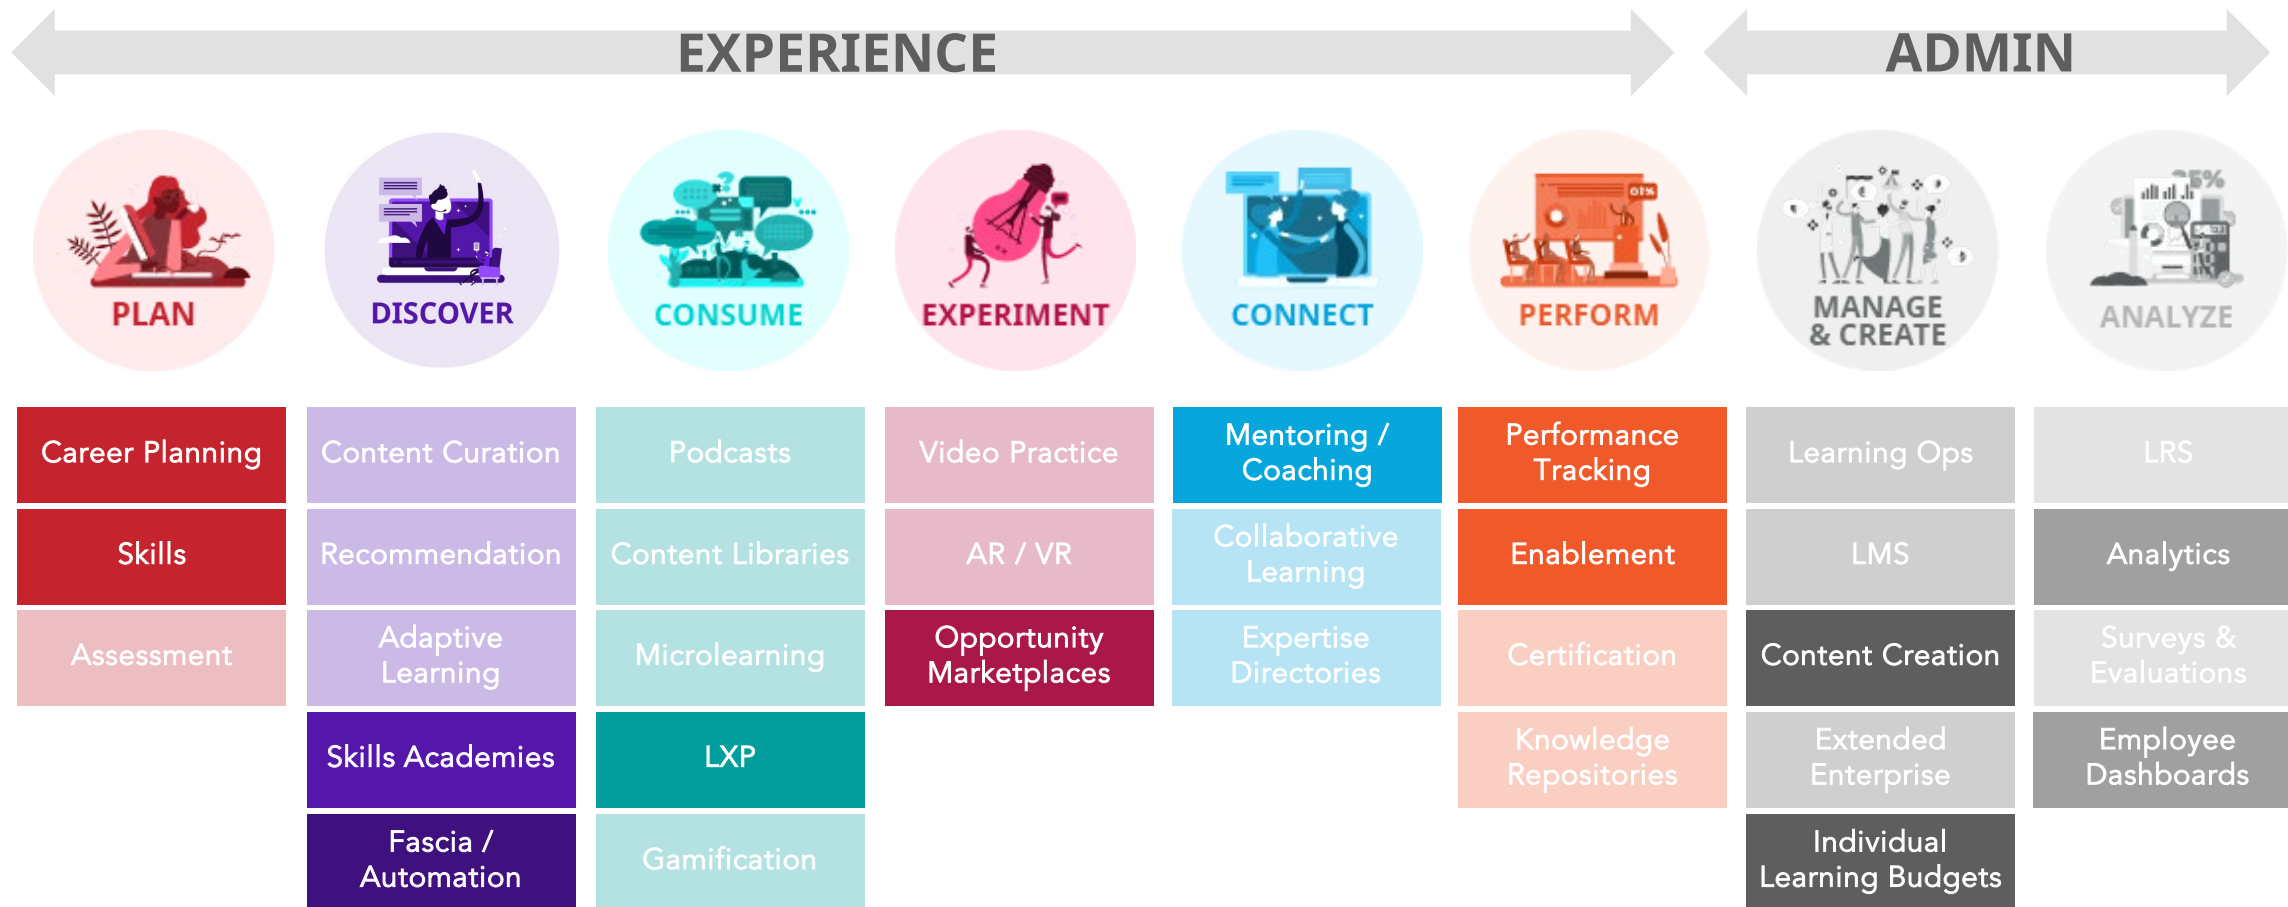 EXPERIENCE
ADMIN
01%
35%
PLAN
DISCOVER
CONSUME
EXPERIMENT
CONNECT
PERFORM
MANAGE
& CREATE
ANALYZE
Career Planning
Skills
Assessment
Content Curation
Recommendation
Adaptive
Learning
Skills Academies
Fascia /
Automation
Podcasts
Content Libraries
Microlearning
LXP
Gamification
Video Practice
AR / VR
Opportunity
Marketplaces
Mentoring /
Coaching
Collaborative
Learning
Expertise
Directories
Performance
Tracking
Enablement
Certification
Knowledge
Repositories
Learning Ops
LMS
Content Creation
Extended
Enterprise
Individual
Learning Budgets
LRS
Analytics
Surveys &
Evaluations
Employee
Dashboards